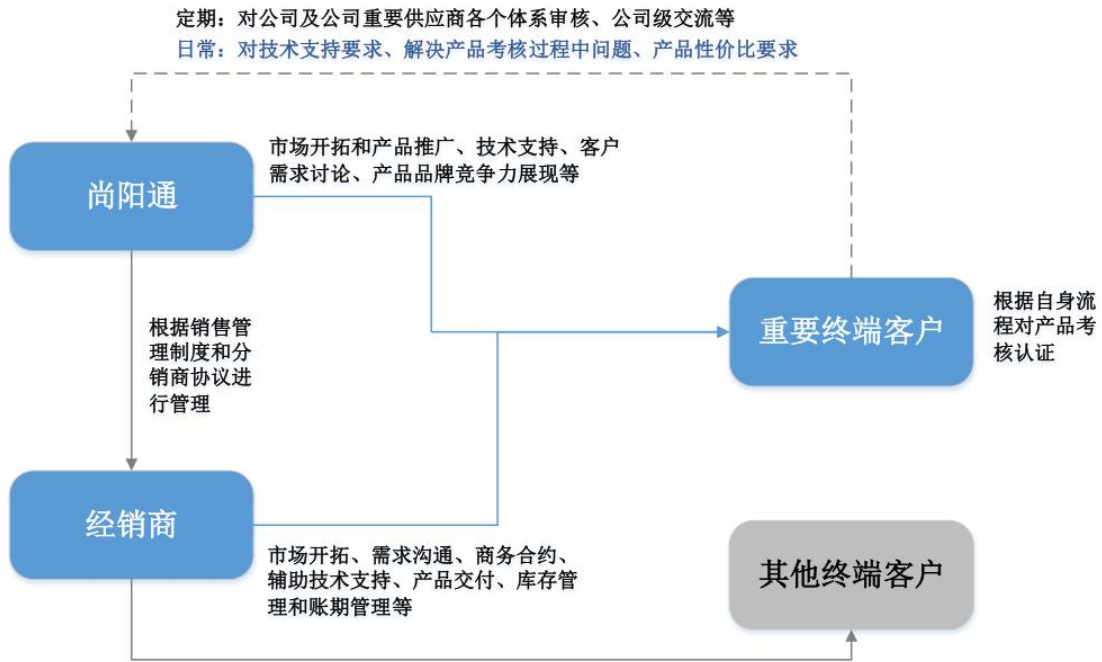 定期：对公司及公司重要供应商各个体系审核、公司级交流等
日常：对技术支持要求、解决产品考核过程中问题、产品性价比要求
尚阳通
市场开拓和产品推广、技术支持、客户
需求讨论、产品品牌竞争力展现等
重要终端客户
根据自身流
程对产品考
核认证
根据销售管
理制度和分
销商协议进
行管理
经销商
市场开拓、需求沟通、商务合约、
辅助技术支持、产品交付、库存管
理和账期管理等
其他终端客户